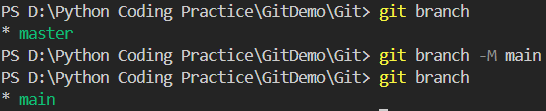 PS D:\Python Coding Practice\GitDemo\Git> git branch
* master
PS D:\Python Coding Practice\GitDemo\Git> git branch -M main
PS D:\Python Coding Practice\GitDemo\Git> git branch
* main